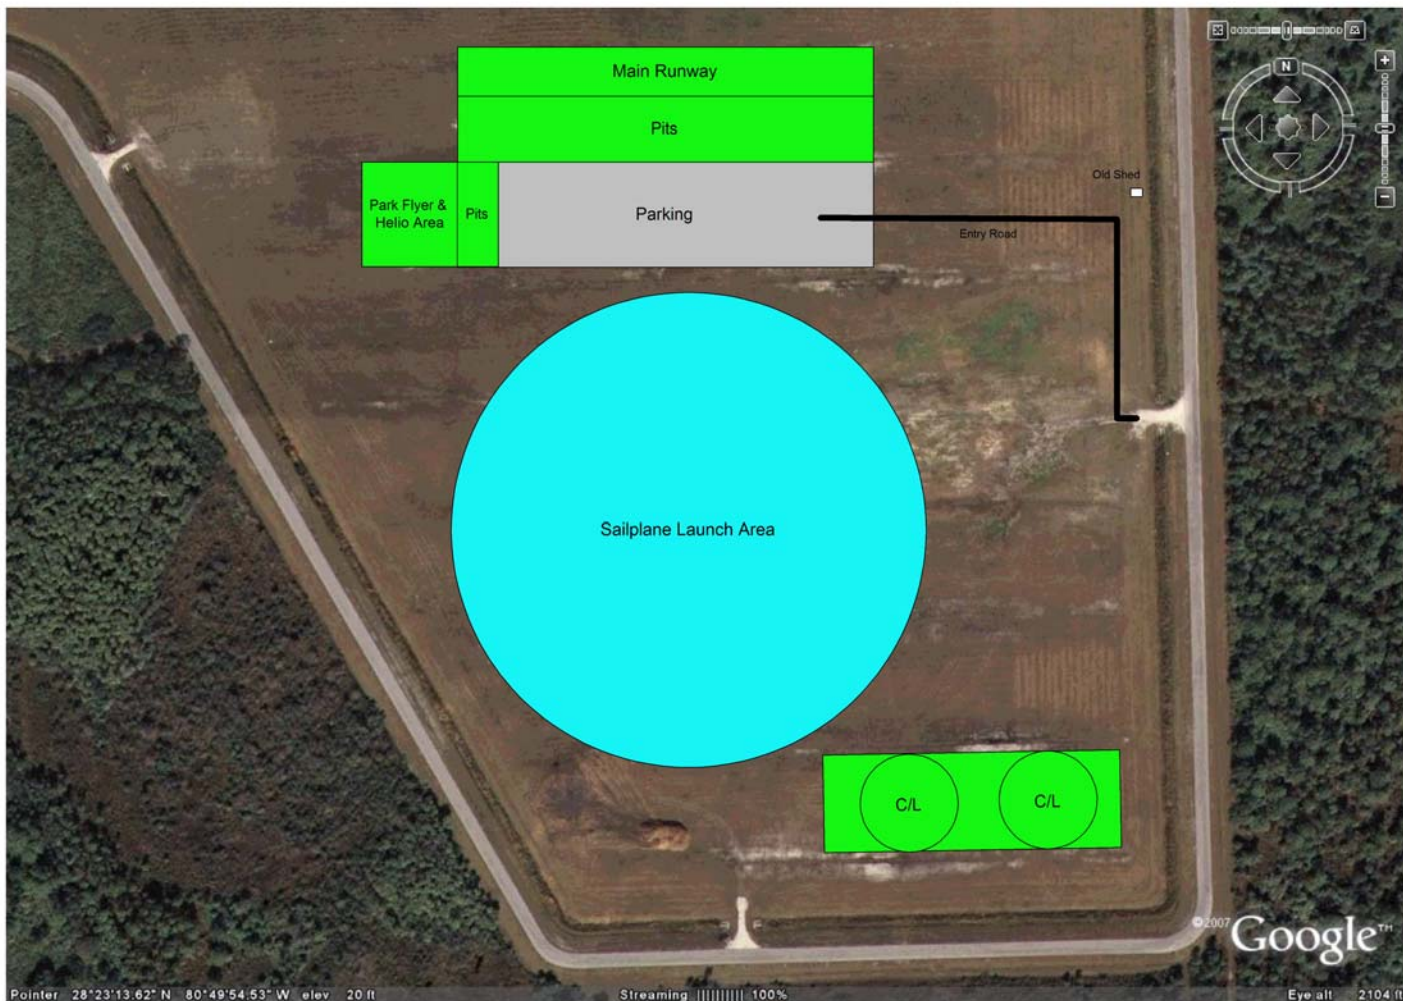 Main Runway
Pits
Old Shed
Park Flyer &
Helio Area
Pits
Parking
Entry Road
Sailplane Launch Area
C/L
C/L
©2007 Google™
N
Pointer 28°23'13.62" N 80°49'54.53" W elev 20 ft
Streaming |||||||||| 100%
Eye alt 2104 ft